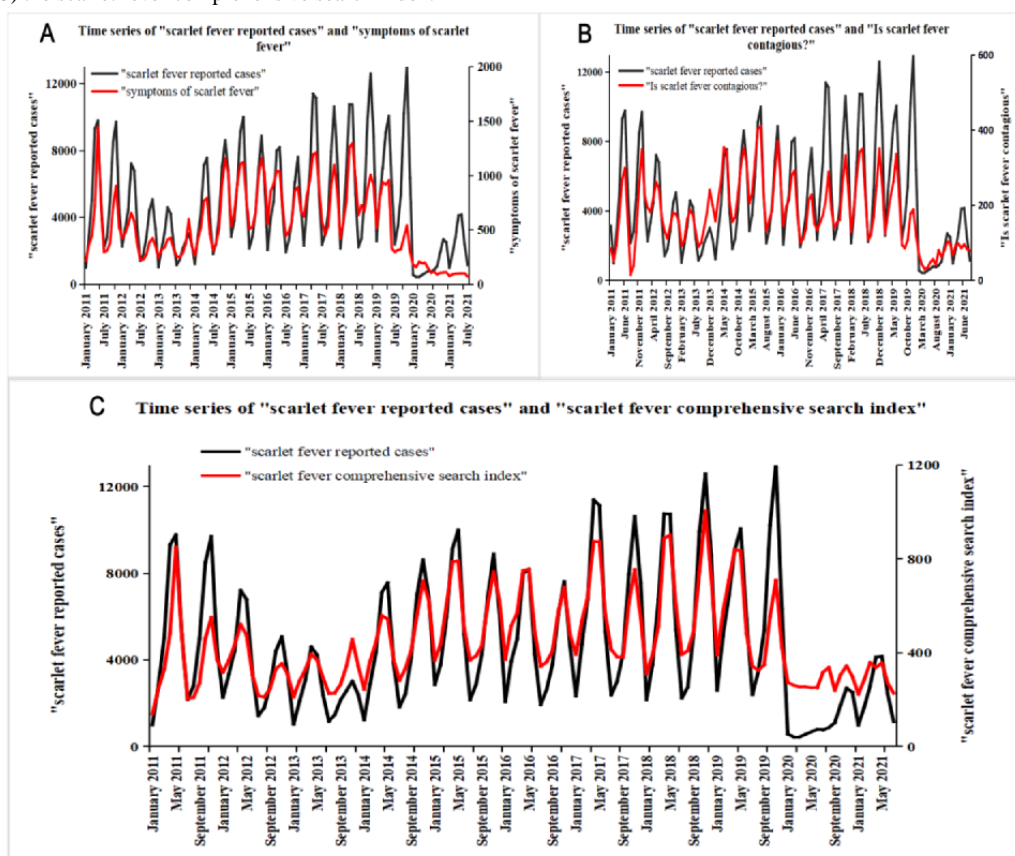 A
Time series of "scarlet fever reported cases" and "symptoms of scarlet
fever"
"scarlet fever reported cases"
"symptoms of scarlet fever"
12000
8000
4000
0
2000
1500
1000
500
0
"scarlet fever reported cases"
"symptoms of scarlet fever"
January 2011
July 2011
January 2012
July 2012
January 2013
July 2013
January 2014
July 2014
January 2015
July 2015
January 2016
July 2016
January 2017
July 2017
January 2018
July 2018
January 2019
July 2019
January 2020
July 2020
January 2021
July 2021
B
Time series of "scarlet fever reported cases" and "Is scarlet fever
contagious?"
"scarlet fever reported cases"
"Is scarlet fever contagious?"
12000
8000
4000
0
600
400
200
0
"scarlet fever reported cases"
"Is scarlet fever contagious"
January 2011
June 2011
November 2011
April 2012
September 2012
February 2013
July 2013
December 2013
May 2014
October 2014
March 2015
August 2015
January 2016
June 2016
November 2016
April 2017
September 2017
February 2018
July 2018
December 2018
May 2019
October 2019
March 2020
August 2020
January 2021
June 2021
C
Time series of "scarlet fever reported cases" and "scarlet fever comprehensive search index"
"scarlet fever reported cases"
"scarlet fever comprehensive search index"
12000
8000
4000
0
1200
800
400
0
"scarlet fever reported cases"
"scarlet fever comprehensive search index"
January 2011
May 2011
September 2011
January 2012
May 2012
September 2012
January 2013
May 2013
September 2013
January 2014
May 2014
September 2014
January 2015
May 2015
September 2015
January 2016
May 2016
September 2016
January 2017
May 2017
September 2017
January 2018
May 2018
September 2018
January 2019
May 2019
September 2019
January 2020
May 2020
September 2020
January 2021
May 2021